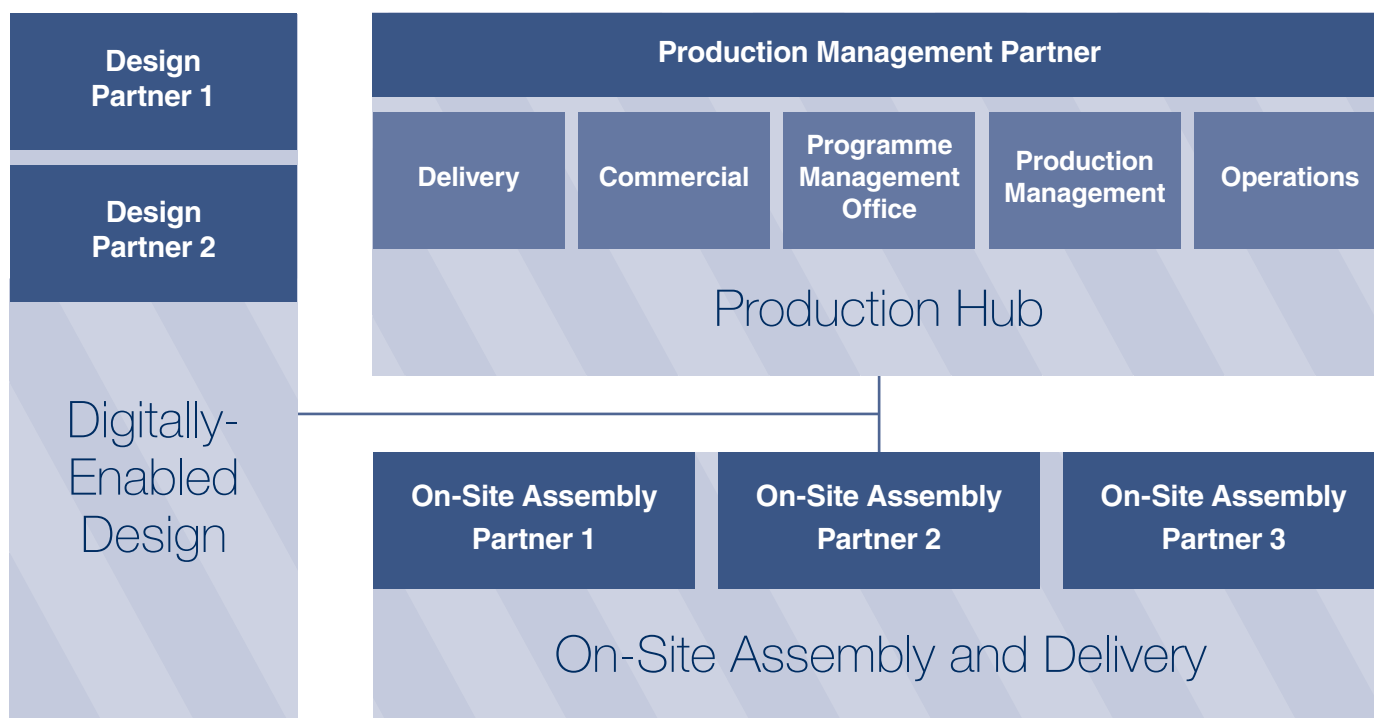 Design
Partner 1
Design
Partner 2
Digitally-
Enabled
Design
Production Management Partner
Delivery
Commercial
Programme
Management
Office
Production
Management
Operations
Production Hub
On-Site Assembly
Partner 1
On-Site Assembly
Partner 2
On-Site Assembly
Partner 3
On-Site Assembly and Delivery